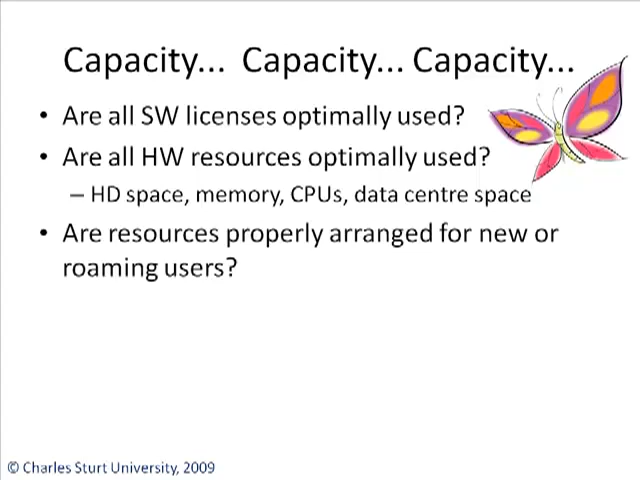 Capacity... Capacity... Capacity...
• Are all SW licenses optimally used?
• Are all HW resources optimally used?
– HD space, memory, CPUs, data centre space
• Are resources properly arranged for new or
roaming users?
© Charles Sturt University, 2009